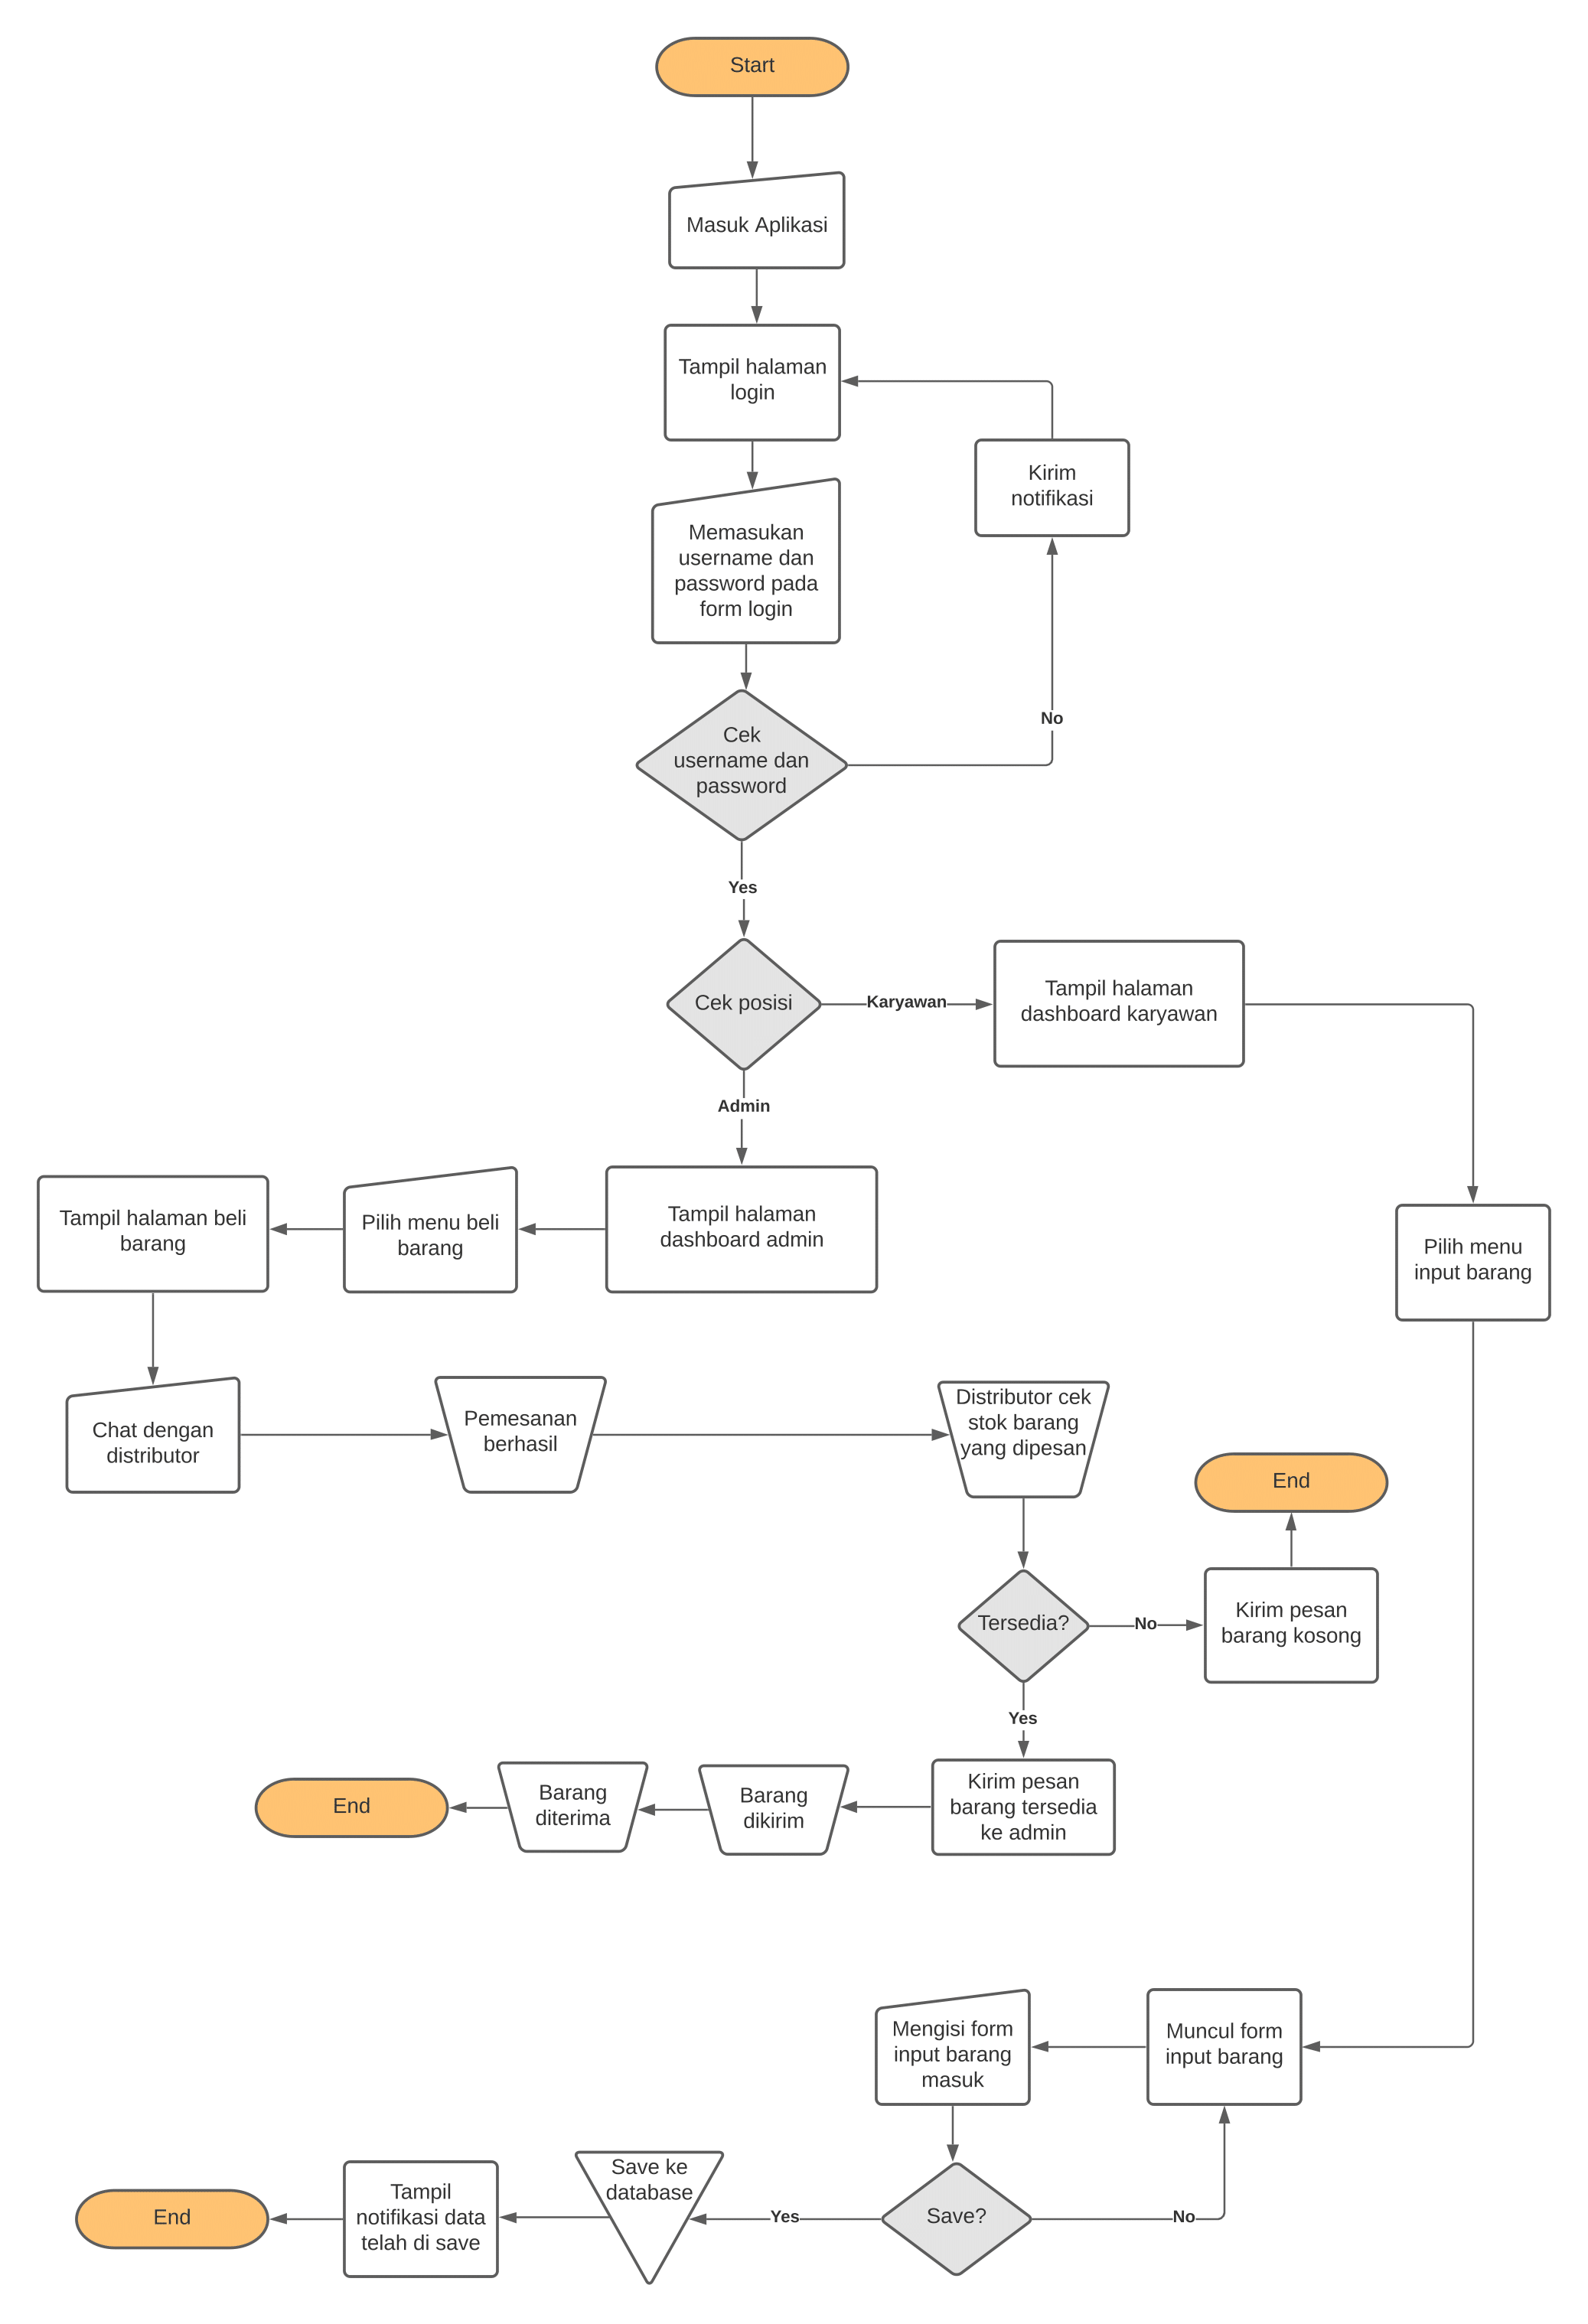 Start
Masuk Aplikasi
Tampil halaman
login
Kirim
notifikasi
Memasukan
username dan
password pada
form login
No
Cek
username dan
password
Yes
Cek posisi
Karyawan
Tampil halaman
dashboard karyawan
Admin
Tampil halaman beli
barang
Pilih menu beli
barang
Tampil halaman
dashboard admin
Pilih menu
input barang
Chat dengan
distributor
Pemesanan
berhasil
Distributor cek
stok barang
yang dipesan
End
Tersedia?
No
Kirim pesan
barang kosong
Yes
End
Barang
diterima
Barang
dikirim
Kirim pesan
barang tersedia
ke admin
Mengisi form
input barang
masuk
Muncul form
input barang
End
Tampil
notifikasi data
telah di save
Save ke
database
Yes
Save?
No